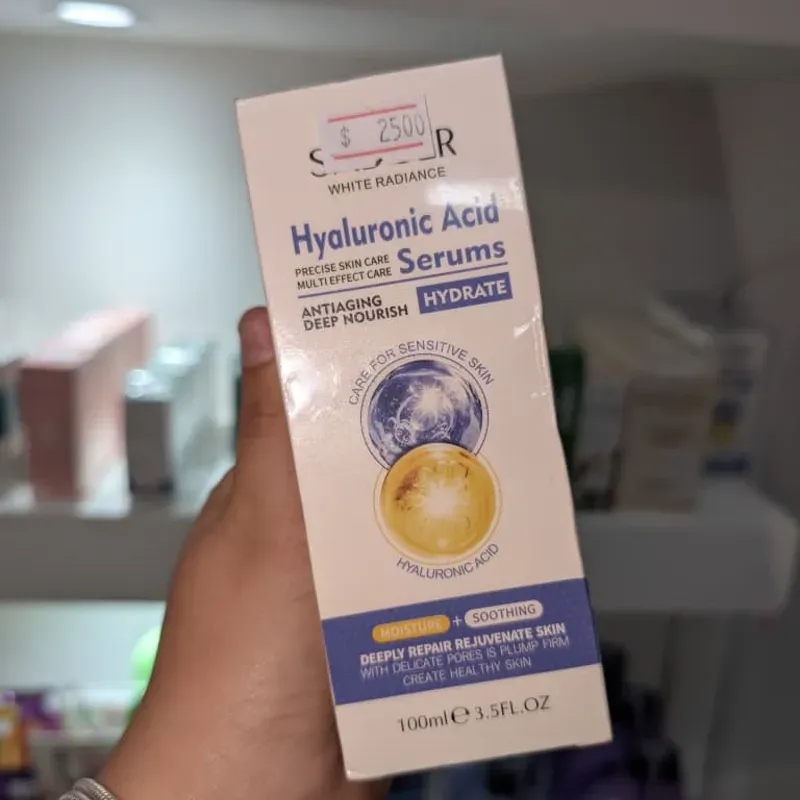 $ 2500
WHITE RADIANCE
Hyaluronic Acid
PRECISE SKIN CARE
MULTI EFFECT CARE
Serums
ANTIAGING
DEEP NOURISH
HYDRATE
CARE FOR SENSITIVE SKIN
HYALURONIC ACID
MOISTURE + SOOTHING
DEEPLY REPAIR REJUVENATE SKIN
WITH DELICATE PORES IS PLUMP FIRM
CREATE HEALTHY SKIN
100ml℮ 3.5FL.OZ